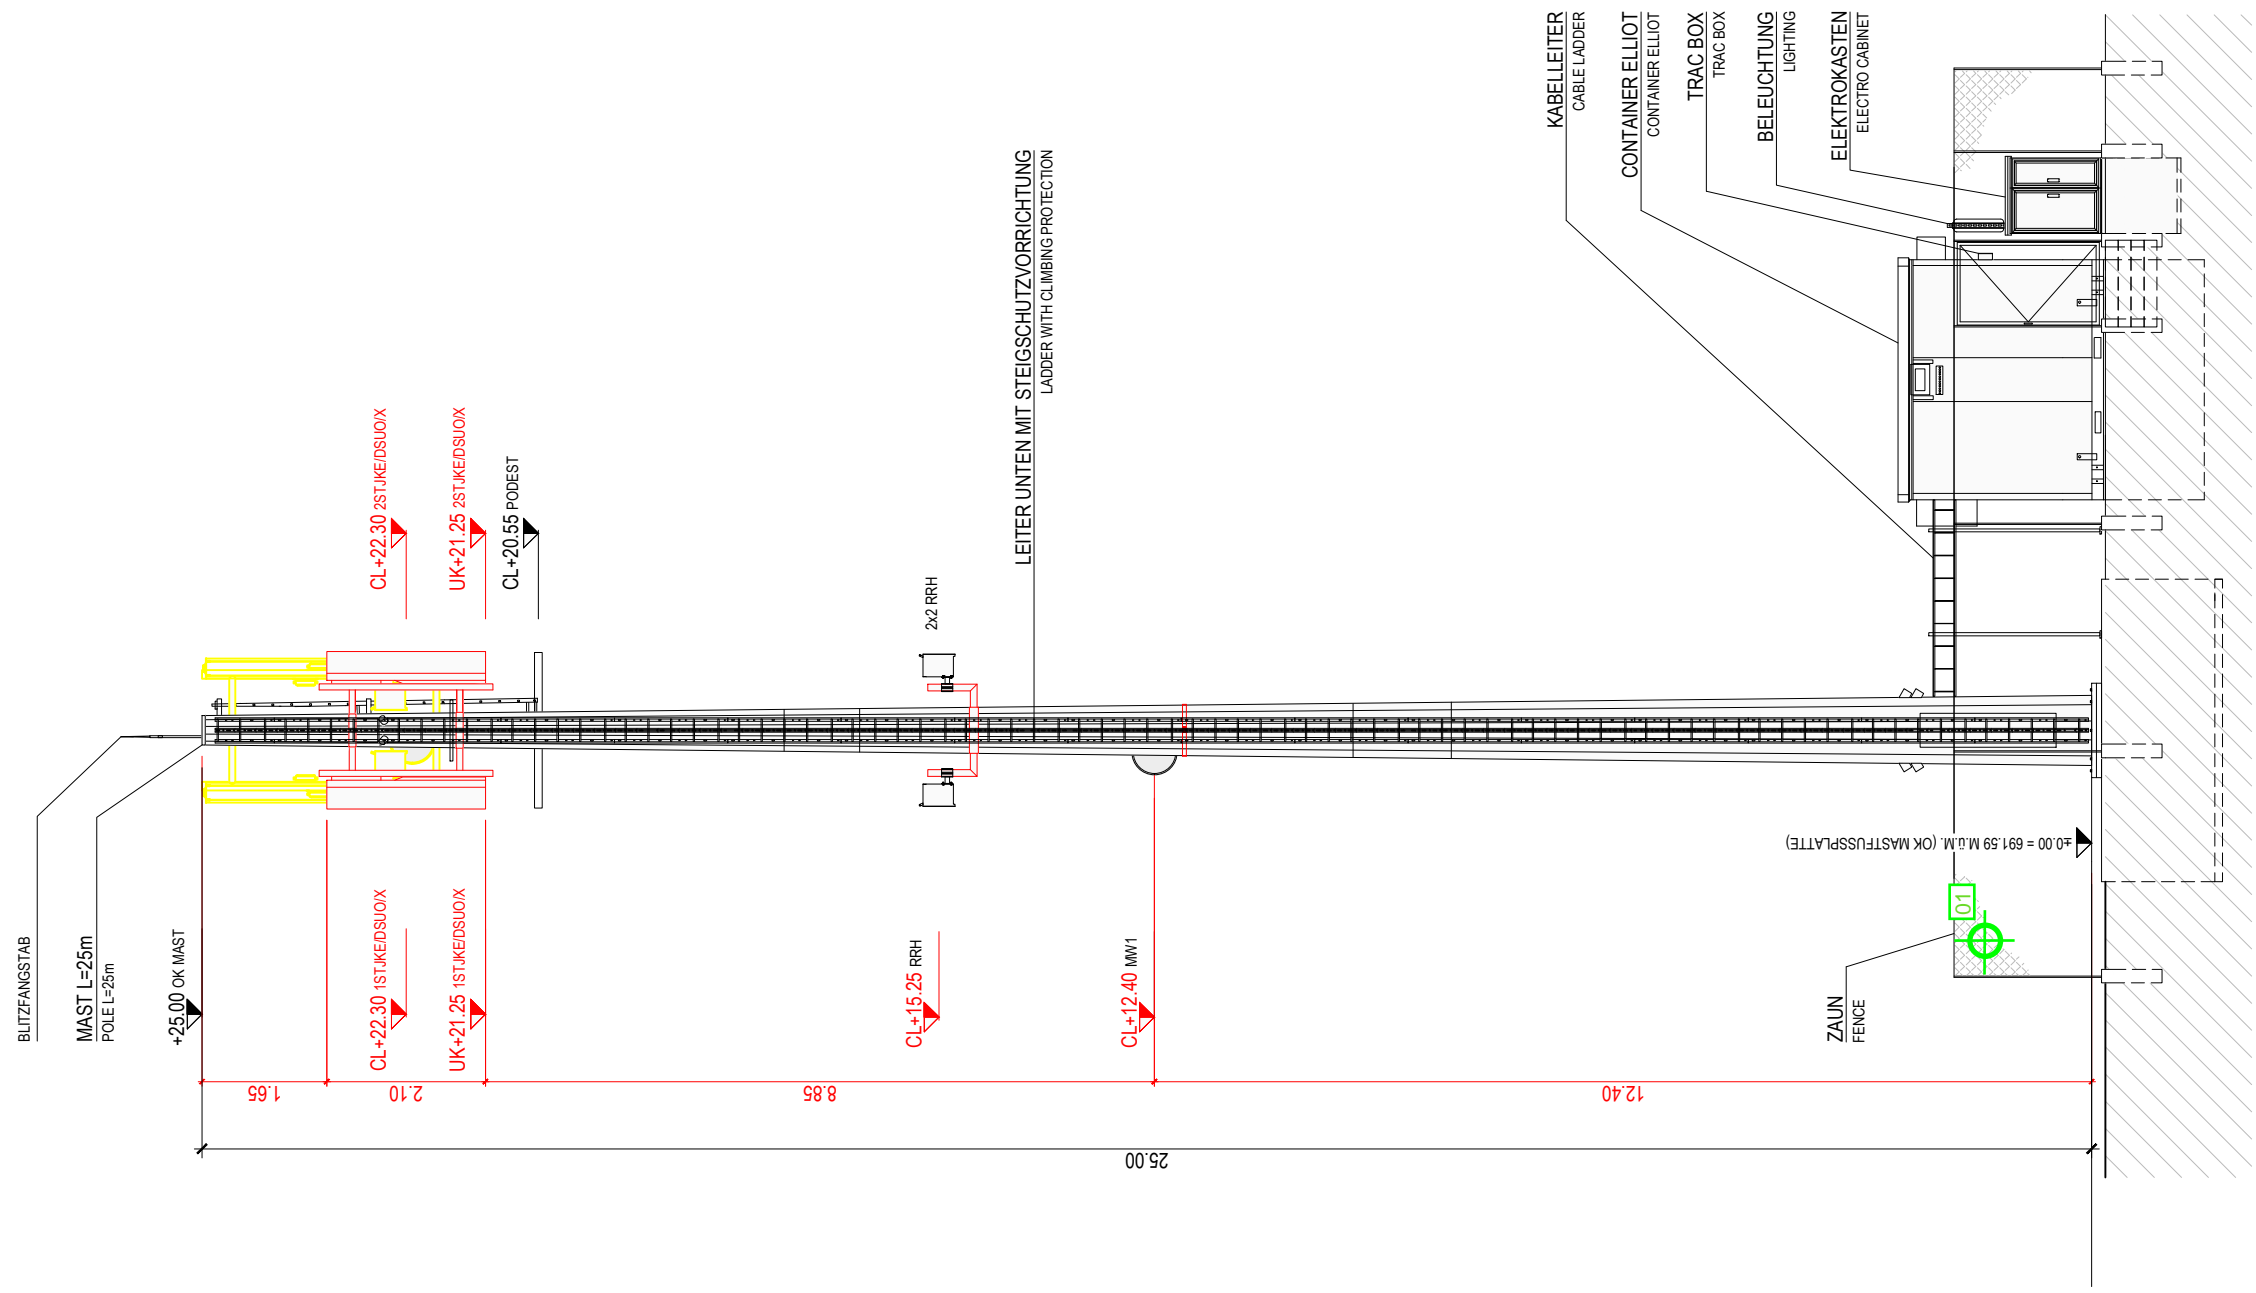 BLITZFANGSTAB
MAST L=25m
POLE L=25m
+25.00 OK MAST
CL+22.30 1STJKE/DSUO/X
UK+21.25 1STJKE/DSUO/X
CL+22.30 2STJKE/DSUO/X
UK+21.25 2STJKE/DSUO/X
CL+20.55 PODEST
2x2 RRH
CL+15.25 RRH
LEITER UNTEN MIT STEIGSCHUTZVORRICHTUNG
LADDER WITH CLIMBING PROTECTION
CL+12.40 MW1
KABELLEITER
CABLE LADDER
CONTAINER ELLIOT
CONTAINER ELLIOT
TRAC BOX
TRAC BOX
BELEUCHTUNG
LIGHTING
ELEKTROKASTEN
ELECTRO CABINET
±0.00 = 691.59 M.ü.M. (OK MASTFUSSPLATTE)
01
ZAUN
FENCE
1.65
2.10
8.85
12.40
25.00